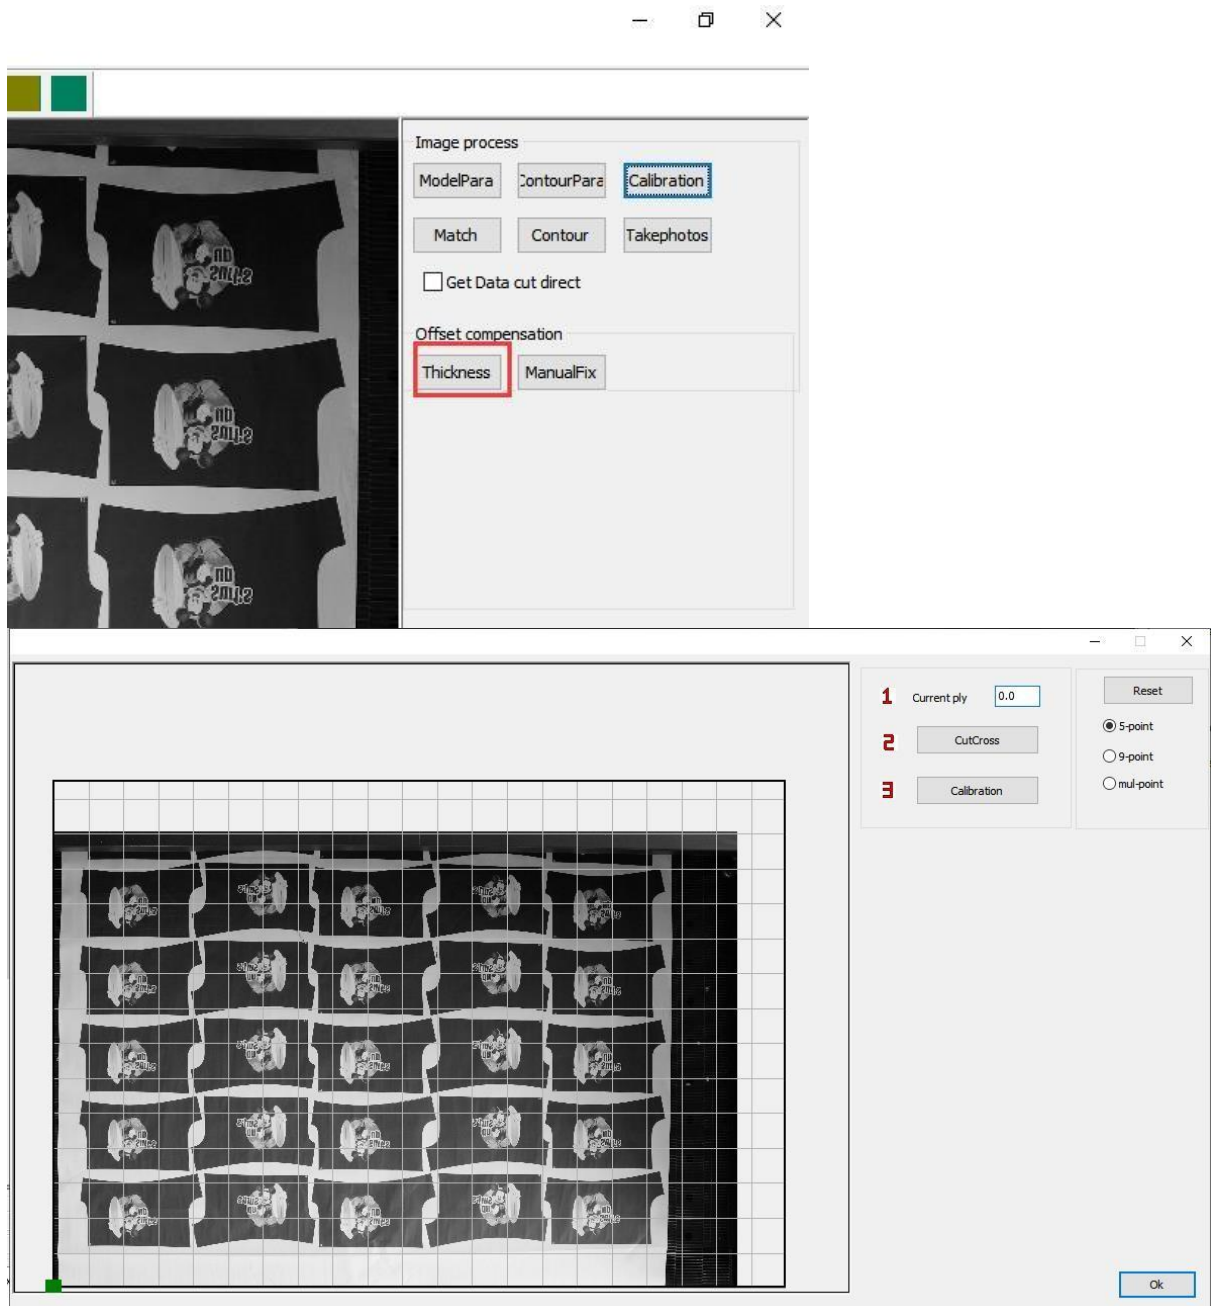 Image process
ModelPara
ContourPara
Calibration
Match
Contour
Takephotos
Get Data cut direct
Offset compensation
Thickness
ManualFix
1 Current ply 0.0
2 CutCross
3 Calibration
Reset
5-point
9-point
mul-point
Ok